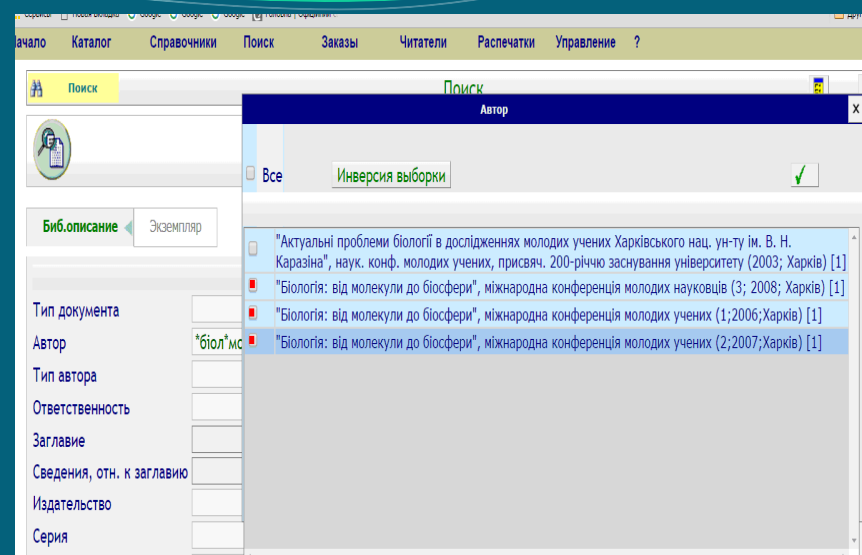 Google
Начало Каталог Справочники Поиск Заказы Читатели Распечатки Управление ?
Поиск
Поиск
Автор
X
Все Инверсия выборки
Биб.описание Экземпляр
"Актуальні проблеми біології в дослідженнях молодих учених Харківського нац. ун-ту ім. В. Н.
Каразіна", наук. конф. молодих учених, присвяч. 200-річчю заснування університету (2003; Харків) [1]
"Біологія: від молекули до біосфери", міжнародна конференція молодих науковців (3; 2008; Харків) [1]
"Біологія: від молекули до біосфери", міжнародна конференція молодих учених (1;2006;Харків) [1]
"Біологія: від молекули до біосфери", міжнародна конференція молодих учених (2;2007;Харків) [1]
Тип документа
Автор *біол*мо
Тип автора
Ответственность
Заглавие
Сведения, отн. к заглавию
Издательство
Серия